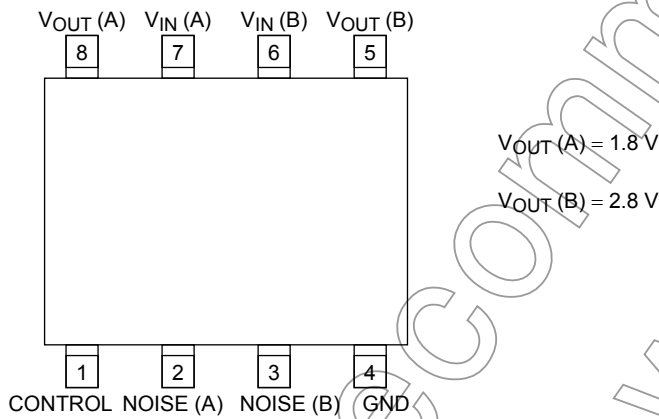 VOUT (A) VIN (A) VIN (B) VOUT (B)
8 7 6 5
VOUT (A) = 1.8 V
VOUT (B) = 2.8 V
1 2 3 4
CONTROL NOISE (A) NOISE (B) GND